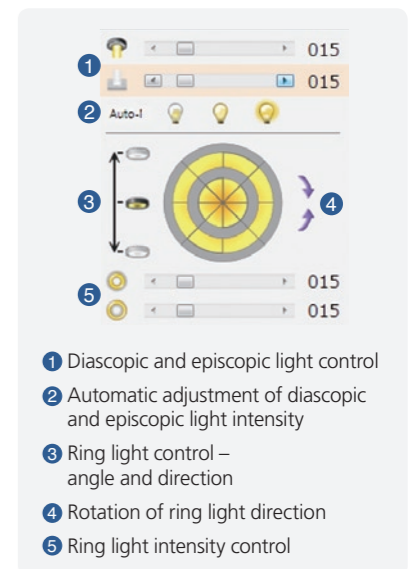 015
1
015
2 Auto-I
3
4
5
015
015
1 Diascopic and episcopic light control
2 Automatic adjustment of diascopic
and episcopic light intensity
3 Ring light control –
angle and direction
4 Rotation of ring light direction
5 Ring light intensity control